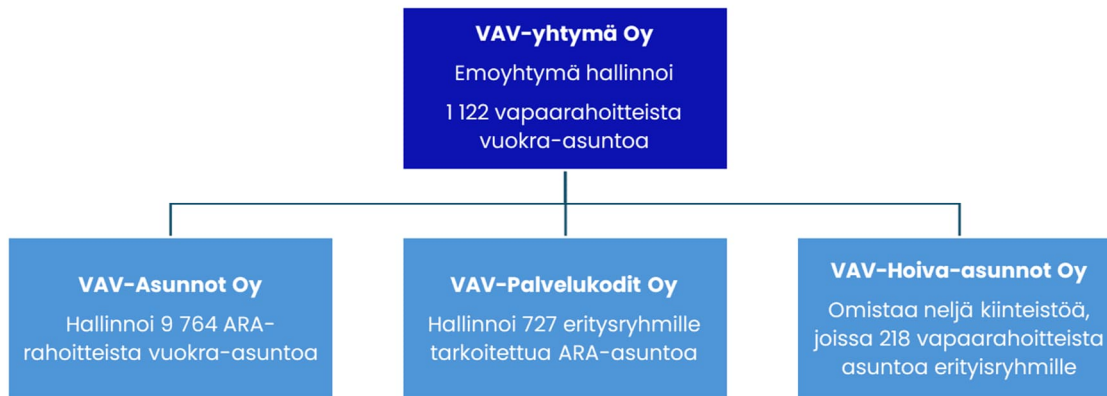 VAV-yhtymä Oy
Emoyhtymä hallinnoi
1 122 vapaarahoitteista
vuokra-asuntoa
VAV-Asunnot Oy
Hallinnoi 9 764 ARA-
rahoitteista vuokra-asuntoa
VAV-Palvelukodit Oy
Hallinnoi 727 eritysryhmille
tarkoitettua ARA-asuntoa
VAV-Hoiva-asunnot Oy
Omistaa neljä kiinteistöä,
joissa 218 vapaarahoitteista
asuntoa erityisryhmille